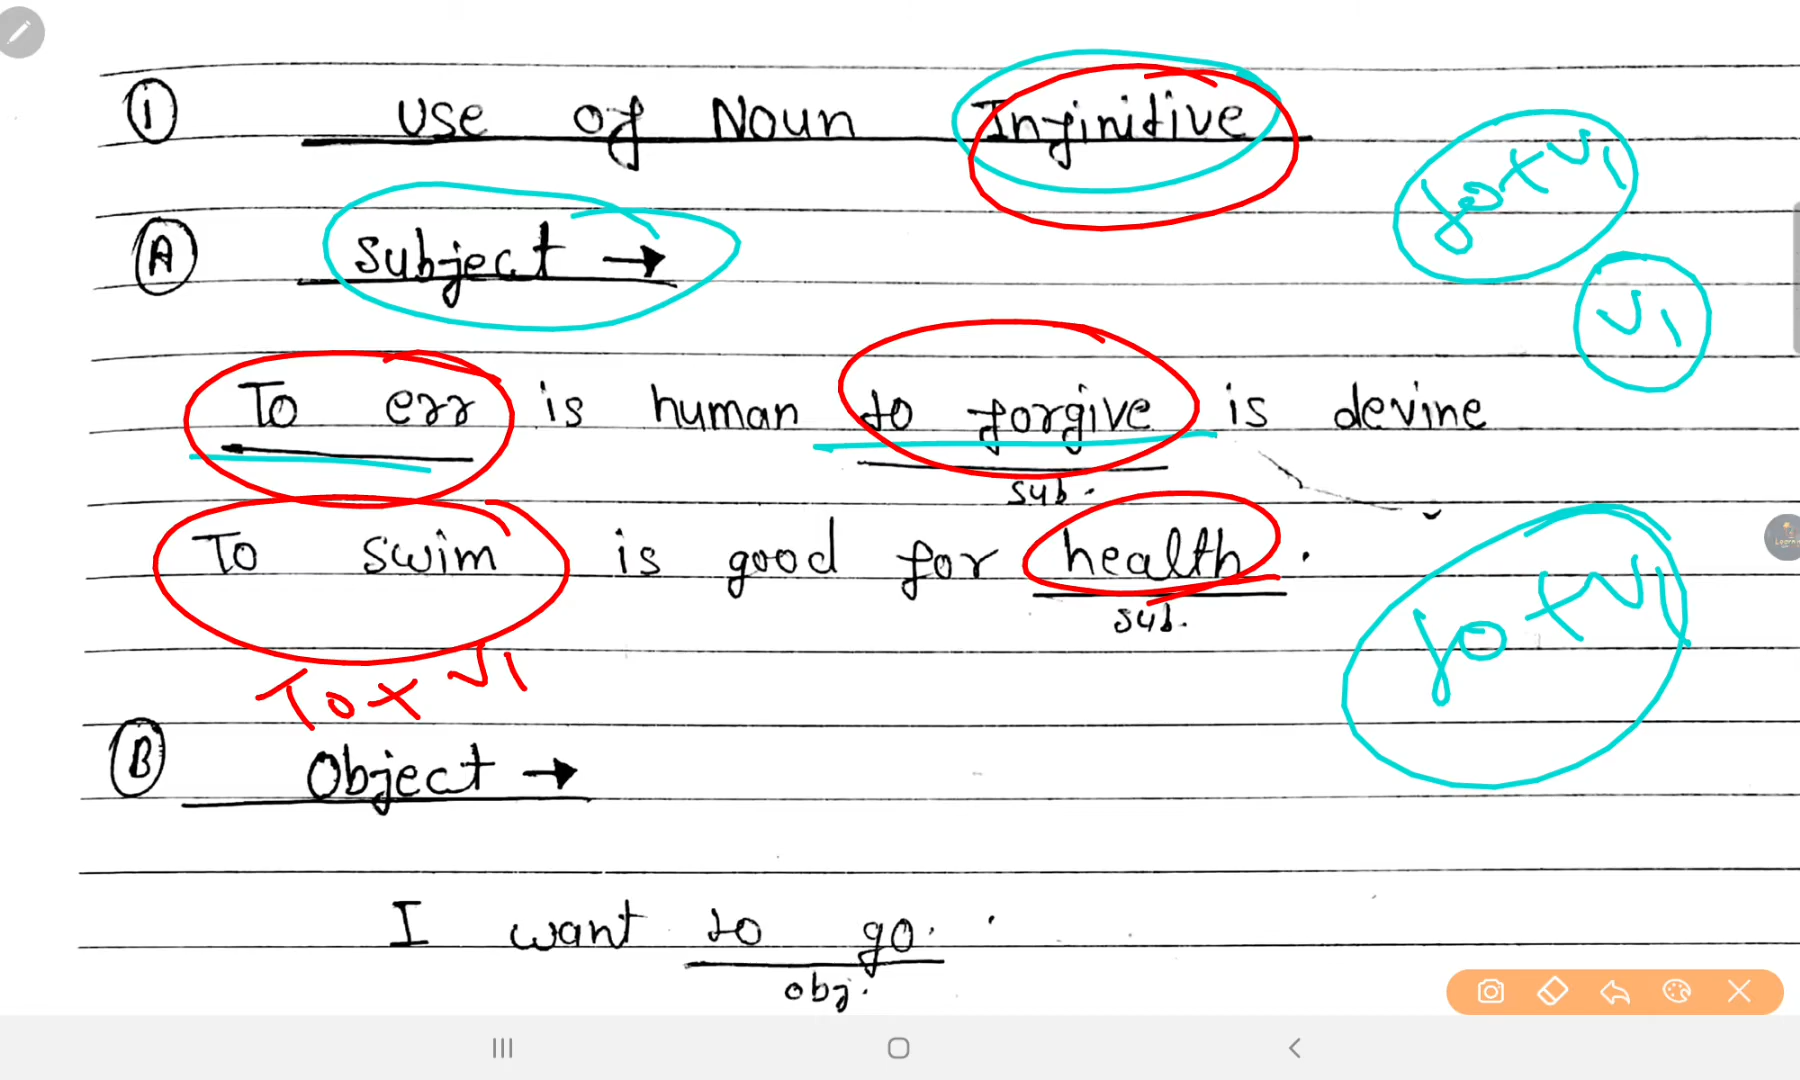 ① Use of Noun Infinitive
to + V1
Ⓐ Subject →
V1
To err is human to forgive is devine
sub.
To swim is good for health.
sub.
to + V1
To + V1
Ⓑ Object →
I want to go.
obj.